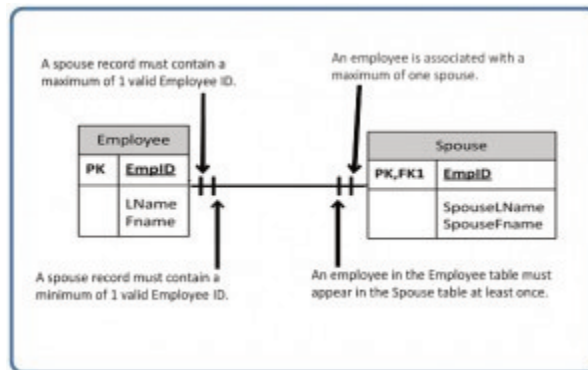 A spouse record must contain a
maximum of 1 valid Employee ID.
An employee is associated with a
maximum of one spouse.
Employee
PK EmpID
LName
Fname
Spouse
PK,FK1 EmpID
SpouseLName
SpouseFname
A spouse record must contain a
minimum of 1 valid Employee ID.
An employee in the Employee table must
appear in the Spouse table at least once.